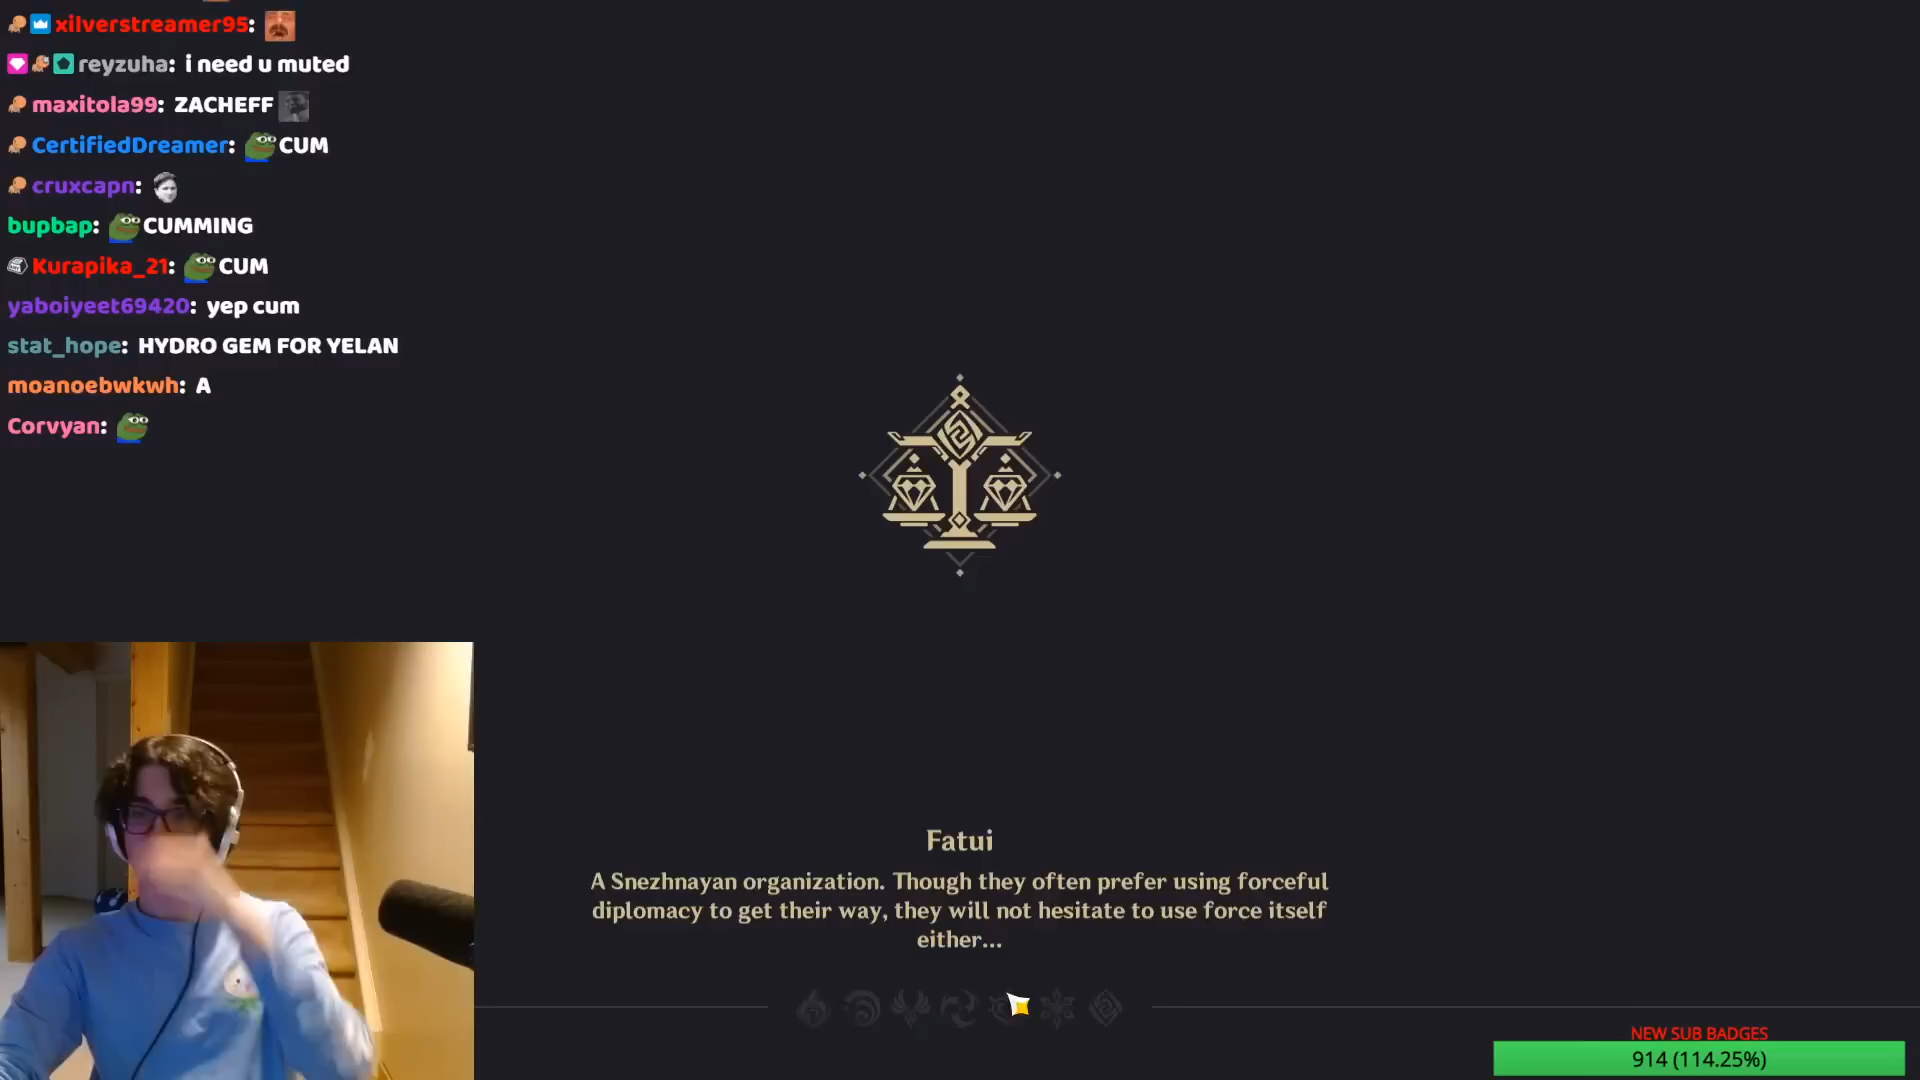 xilverstreamer95:
reyzuha: i need u muted
maxitola99: ZACHEFF
CertifiedDreamer: CUM
cruxcapn:
bupbap: CUMMING
Kurapika_21: CUM
yaboiyeet69420: yep cum
stat_hope: HYDRO GEM FOR YELAN
moanoebwkwh: A
Corvyan:
Fatui
A Snezhnayan organization. Though they often prefer using forceful
diplomacy to get their way, they will not hesitate to use force itself
either...
NEW SUB BADGES
914 (114.25%)